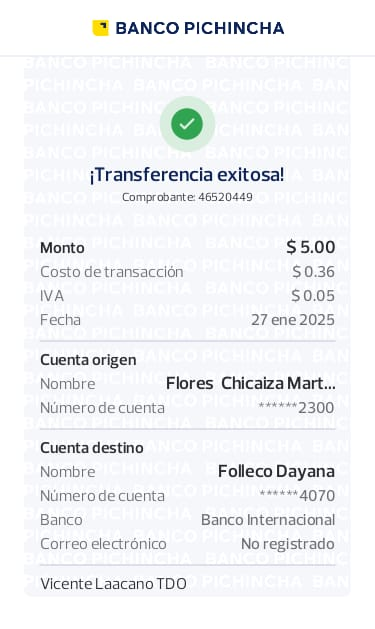 BANCO PICHINCHA
¡Transferencia exitosa!
Comprobante: 46520449
Monto $ 5.00
Costo de transacción $ 0.36
IVA $ 0.05
Fecha 27 ene 2025
Cuenta origen
Nombre Flores Chicaiza Mart...
Número de cuenta ******2300
Cuenta destino
Nombre Folleco Dayana
Número de cuenta ******4070
Banco Banco Internacional
Correo electrónico No registrado
Vicente Laacano TDO